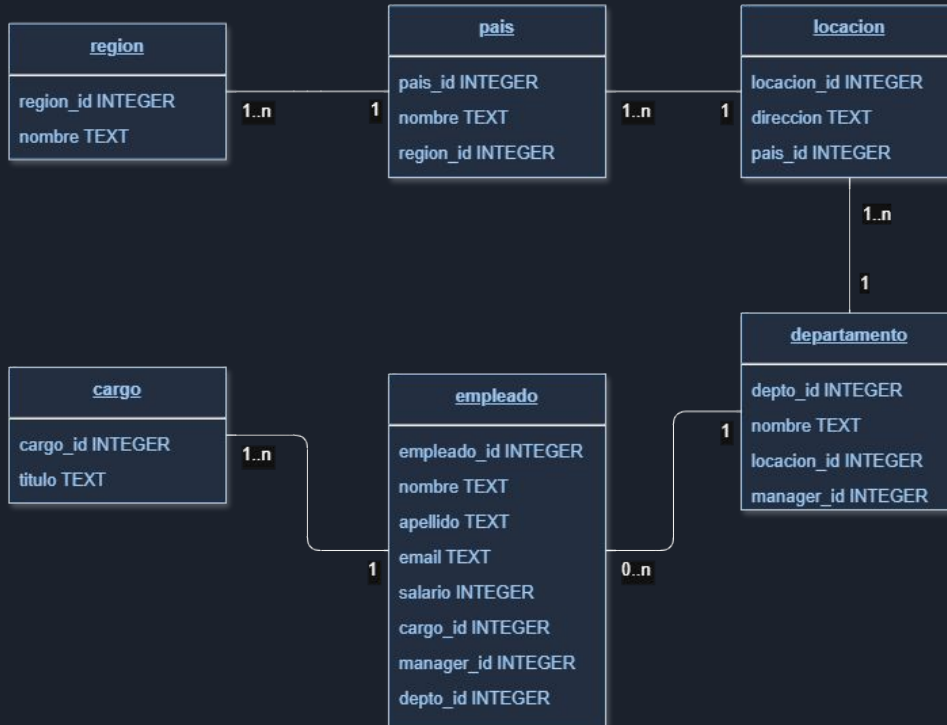 region
region_id INTEGER
nombre TEXT
1..n
1
pais
pais_id INTEGER
nombre TEXT
region_id INTEGER
1..n
1
locacion
locacion_id INTEGER
direccion TEXT
pais_id INTEGER
1..n
1
departamento
depto_id INTEGER
nombre TEXT
locacion_id INTEGER
manager_id INTEGER
1
0..n
cargo
cargo_id INTEGER
titulo TEXT
1..n
1
empleado
empleado_id INTEGER
nombre TEXT
apellido TEXT
email TEXT
salario INTEGER
cargo_id INTEGER
manager_id INTEGER
depto_id INTEGER